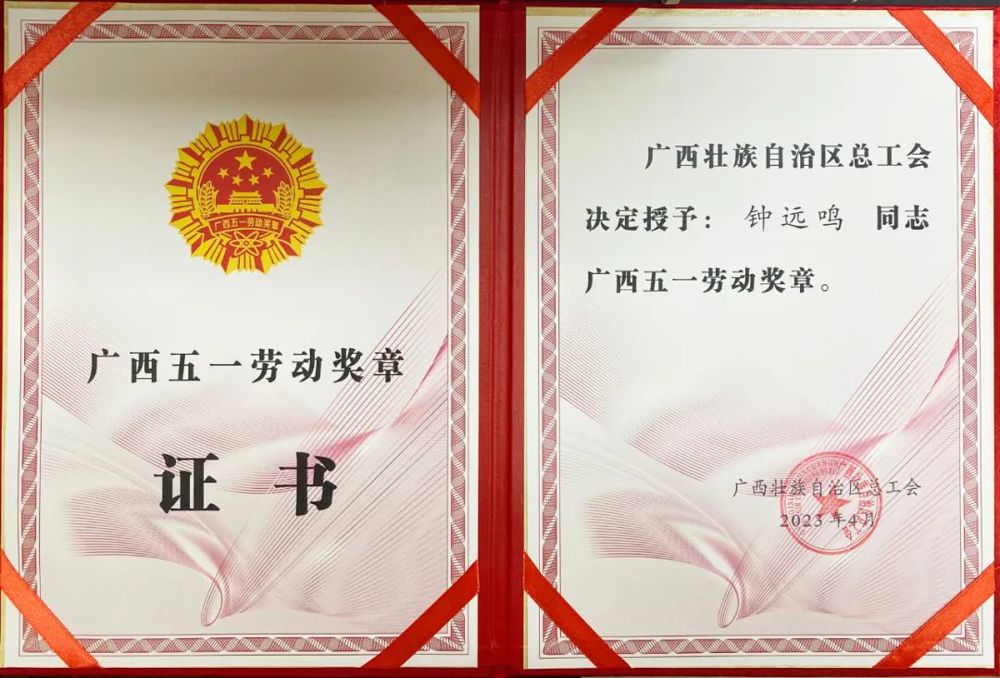 广西五一劳动奖章
广西五一劳动奖章
证书
广西壮族自治区总工会
决定授予：钟远鸣 同志
广西五一劳动奖章。
广西壮族自治区总工会
2023年4月